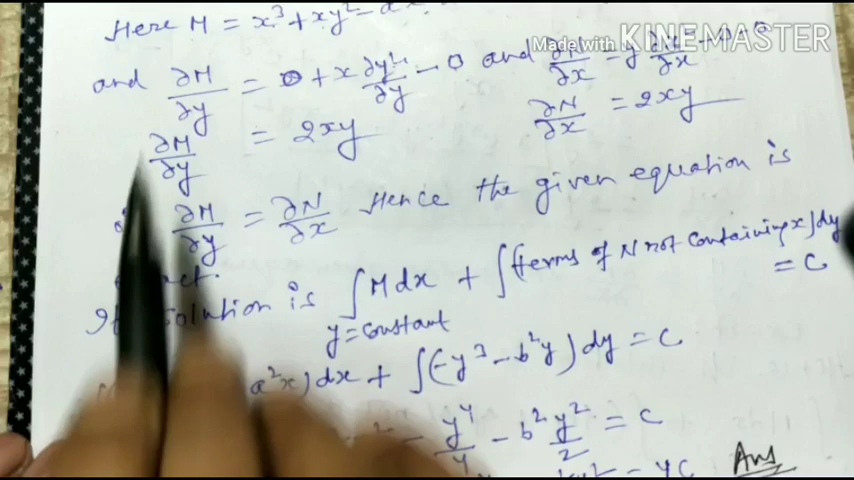 Here M = x³ + xy² - a
Made with KINEMASTER
and ∂M/∂y = 0 + x ∂y²/∂y - 0 and ∂N/∂x = y ∂x²/∂x
∂M/∂y = 2xy ∂N/∂x = 2xy
∂M/∂y = ∂N/∂x Hence the given equation is
solution is ∫ M dx + ∫(terms of N not containing x) dy = C
y = constant
a²x) dx + ∫(-y³ - b²y) dy = C
- y⁴/4 - b² y²/2 = C
= 4C Ans